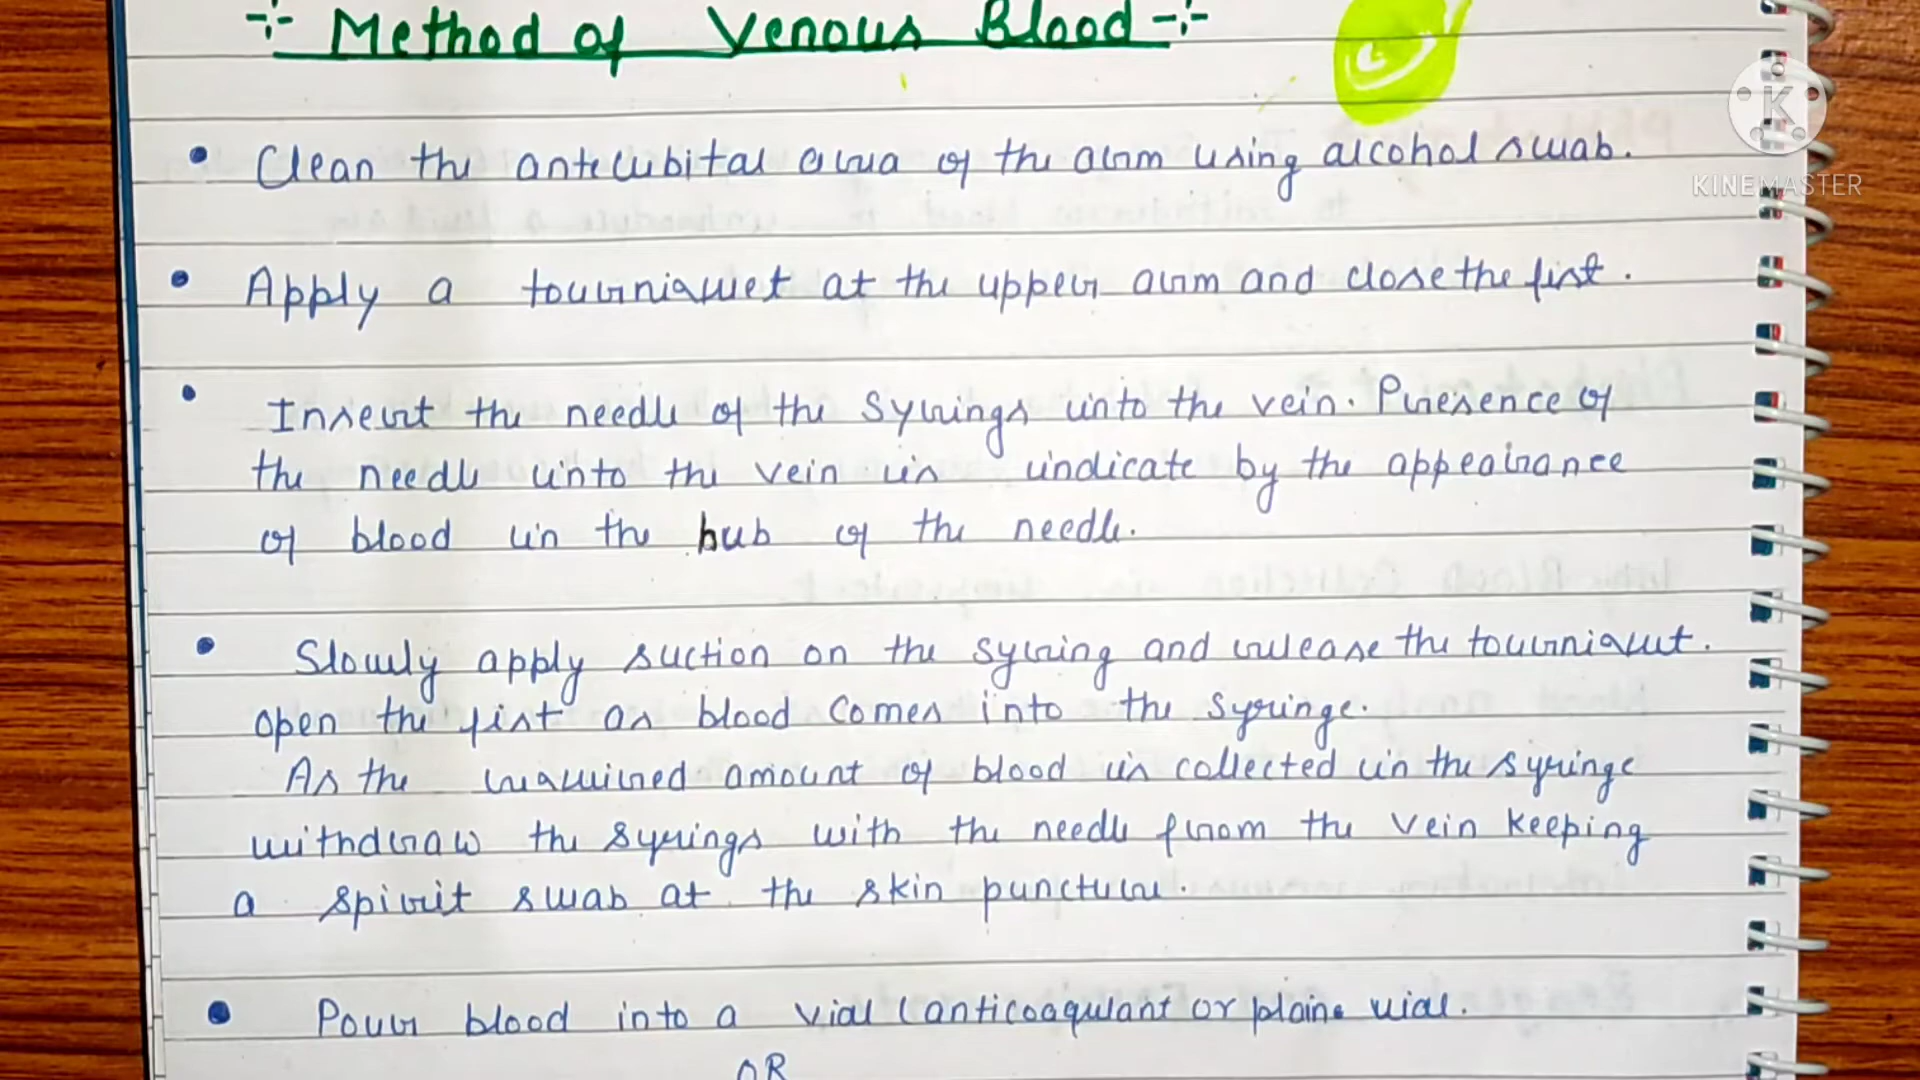 -:- Method of Venous Blood -:-
K
KINEMASTER
• Clean the antecubital area of the arm using alcohol swab.
• Apply a tourniquet at the upper arm and close the fist.
• Insert the needle of the syrings into the vein. Presence of
the needle into the vein is indicate by the appearance
of blood in the hub of the needle.
• Slowly apply suction on the syring and release the tourniquet.
open the fist as blood comes into the syringe.
As the required amount of blood is collected in the syringe
withdraw the syrings with the needle from the vein keeping
a spirit swab at the skin puncture.
• Pour blood into a vial (anticoagulant or plaine vial.
OR